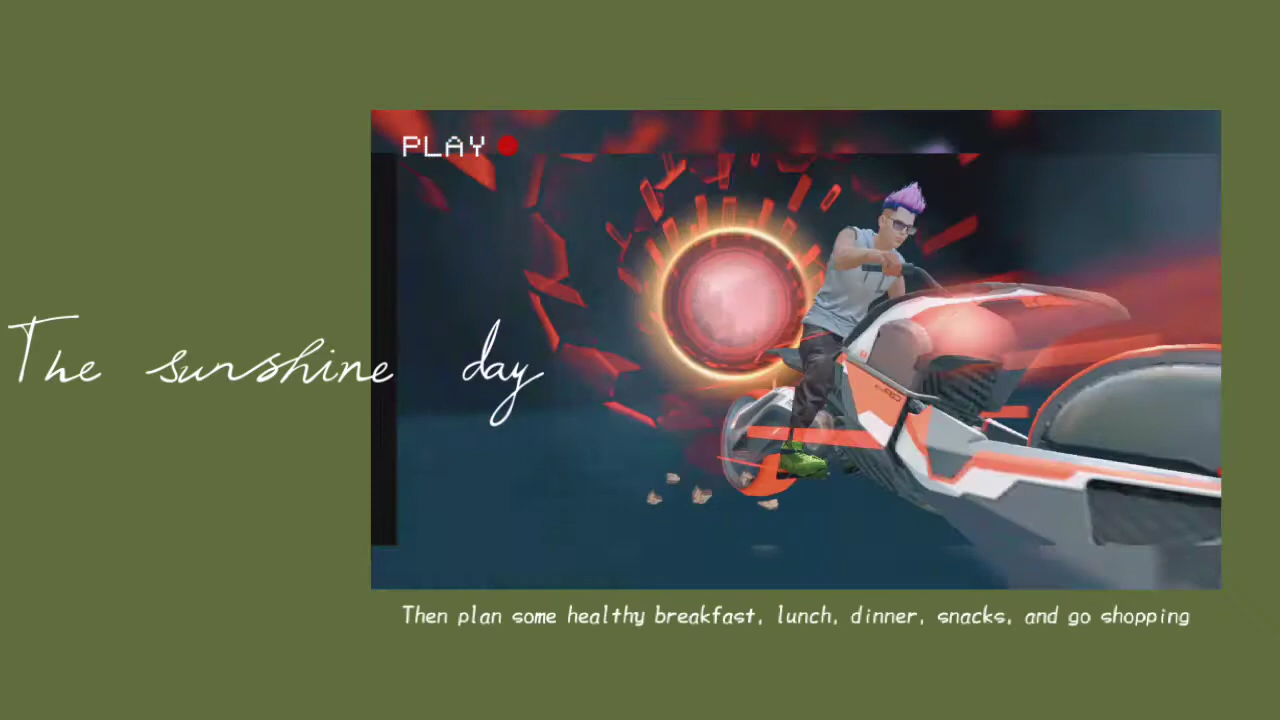 PLAY
The sunshine day
Then plan some healthy breakfast, lunch, dinner, snacks, and go shopping